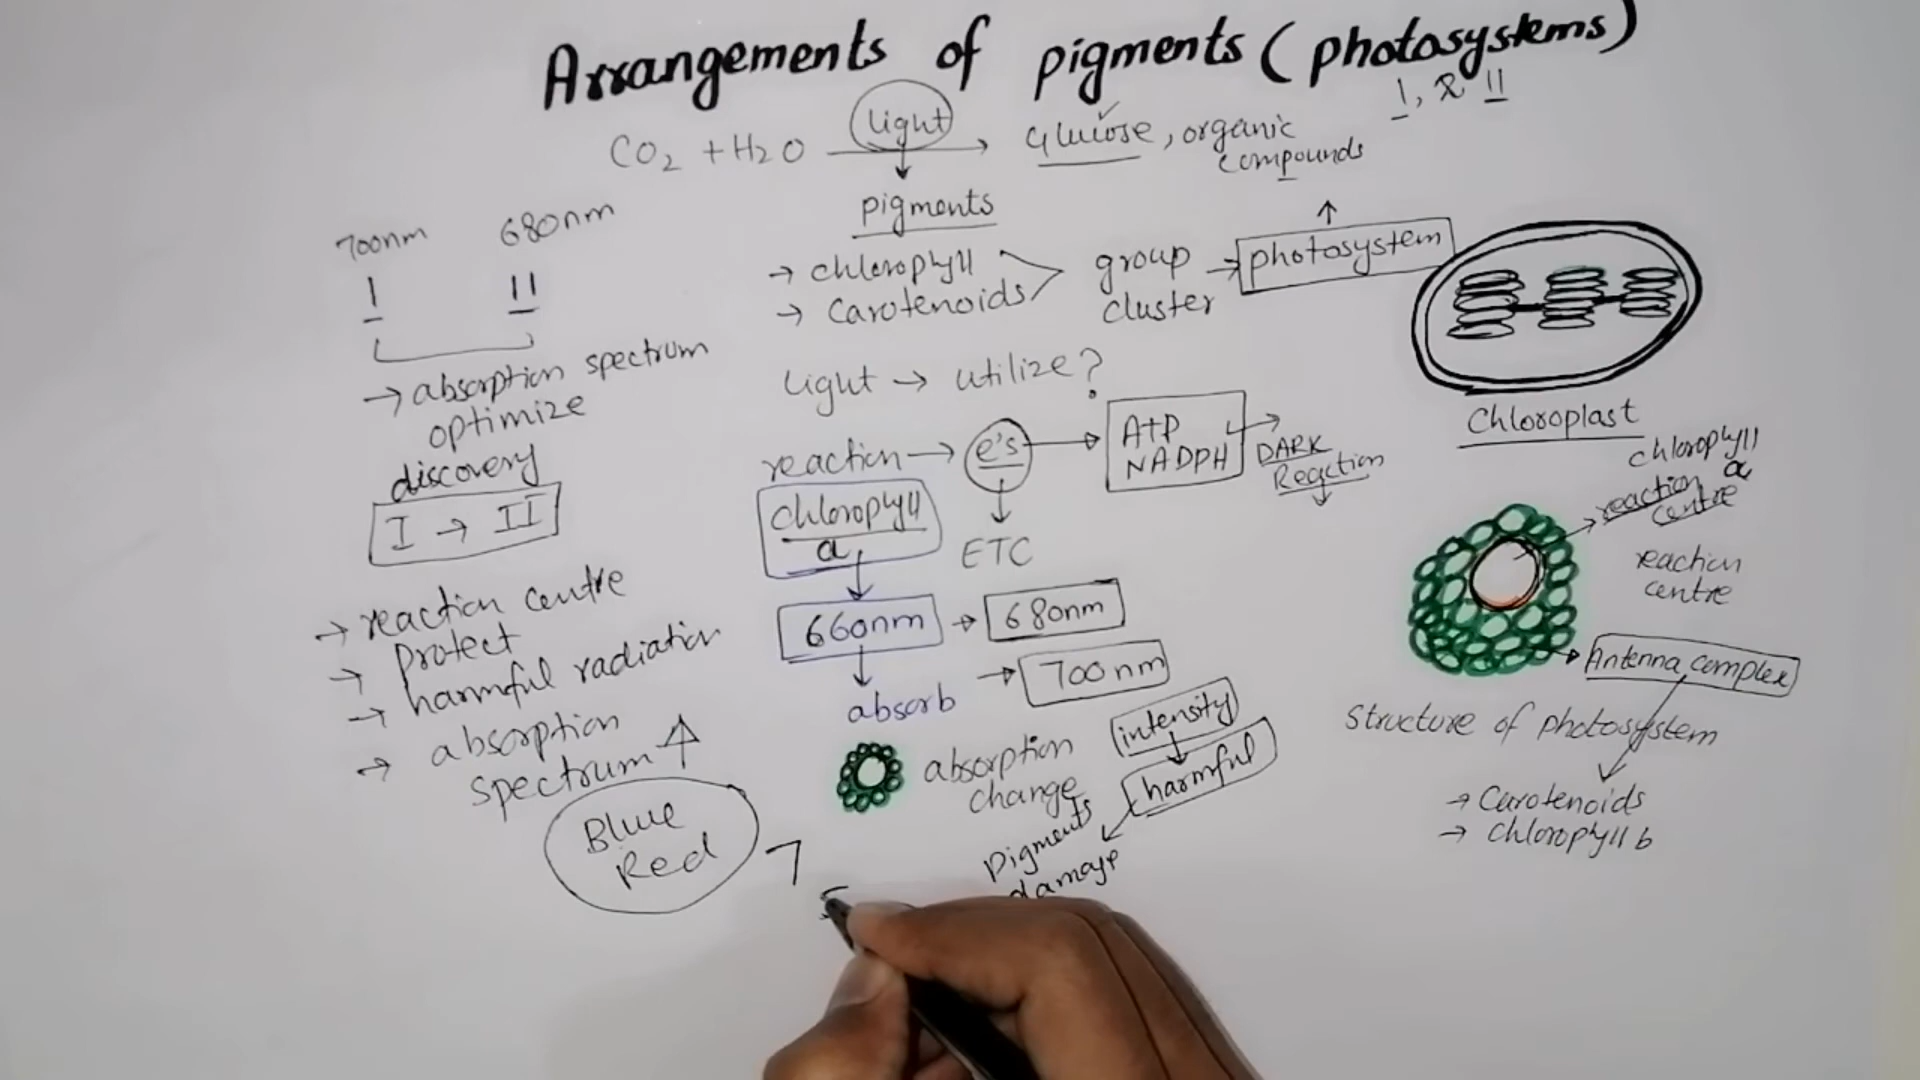 Arrangements of pigments (photosystems)
I, & II
CO2 + H2O light → Glucose, organic
compounds
pigments
→ chlorophyll
→ Carotenoids
group
cluster
→ photosystem
700nm 680nm
I II
→ absorption spectrum
optimize
discovery
I → II
→ reaction centre
→ protect
→ harmful radiation
→ absorption
spectrum
Blue
Red
7
Light → utilize?
reaction → e's →
ATP
NADPH
DARK
Reaction
ETC
chlorophyll
a
660nm → 680nm
→ 700nm
absorb
absorption
change
intensity
harmful
Pigments
damage
Chloroplast
chlorophyll
a
reaction
centre
reaction
centre
Antenna complex
Structure of photosystem
→ Carotenoids
→ chlorophyll b